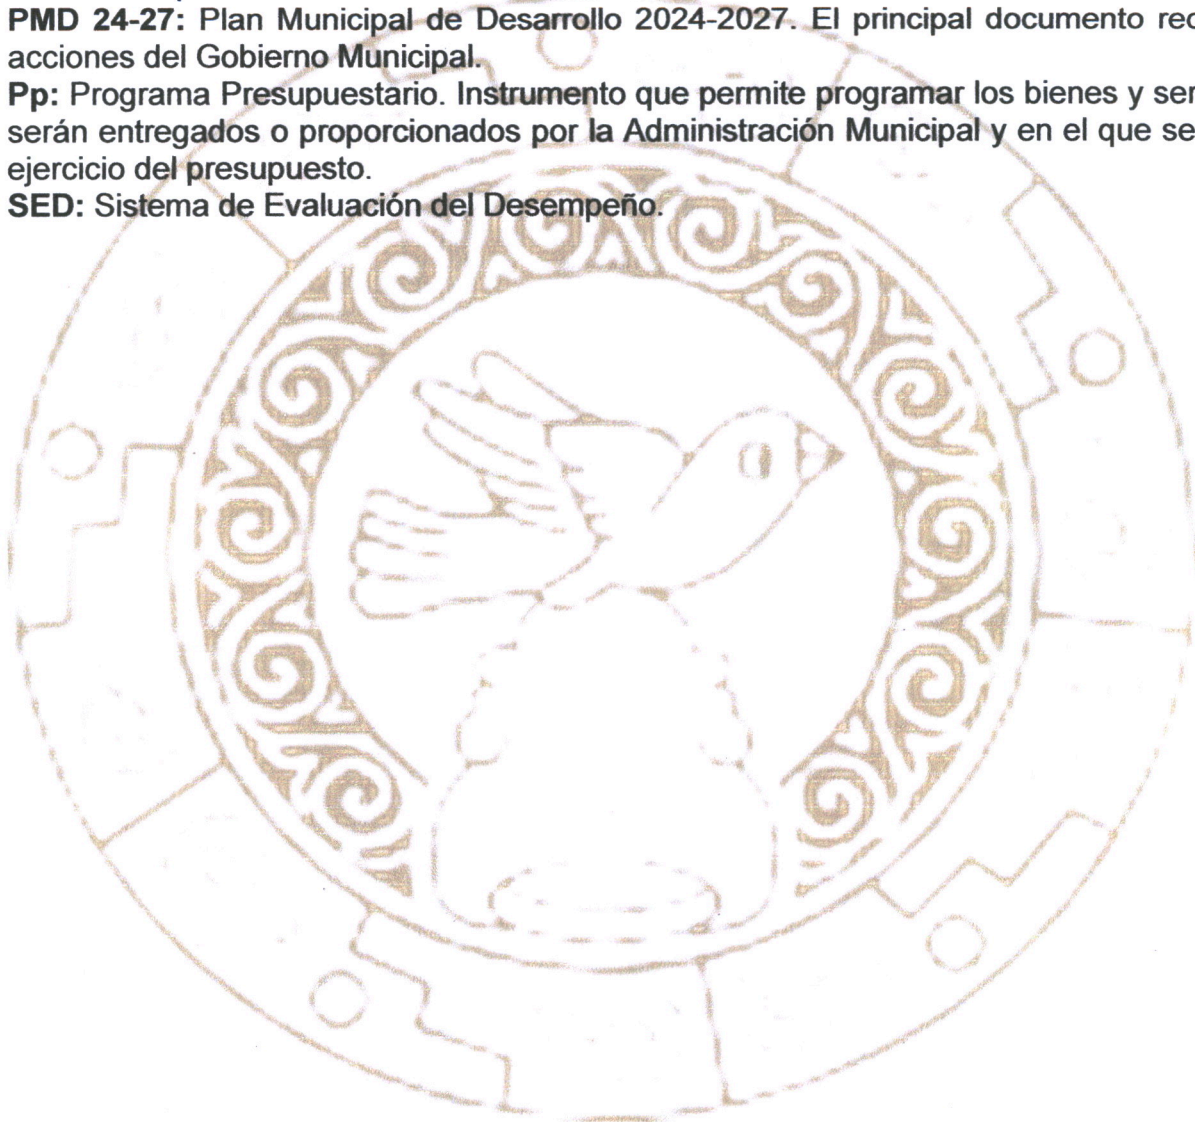 PMD 24-27: Plan Municipal de Desarrollo 2024-2027. El principal documento rec
acciones del Gobierno Municipal.
Pp: Programa Presupuestario. Instrumento que permite programar los bienes y ser
serán entregados o proporcionados por la Administración Municipal y en el que se
ejercicio del presupuesto.
SED: Sistema de Evaluación del Desempeño.